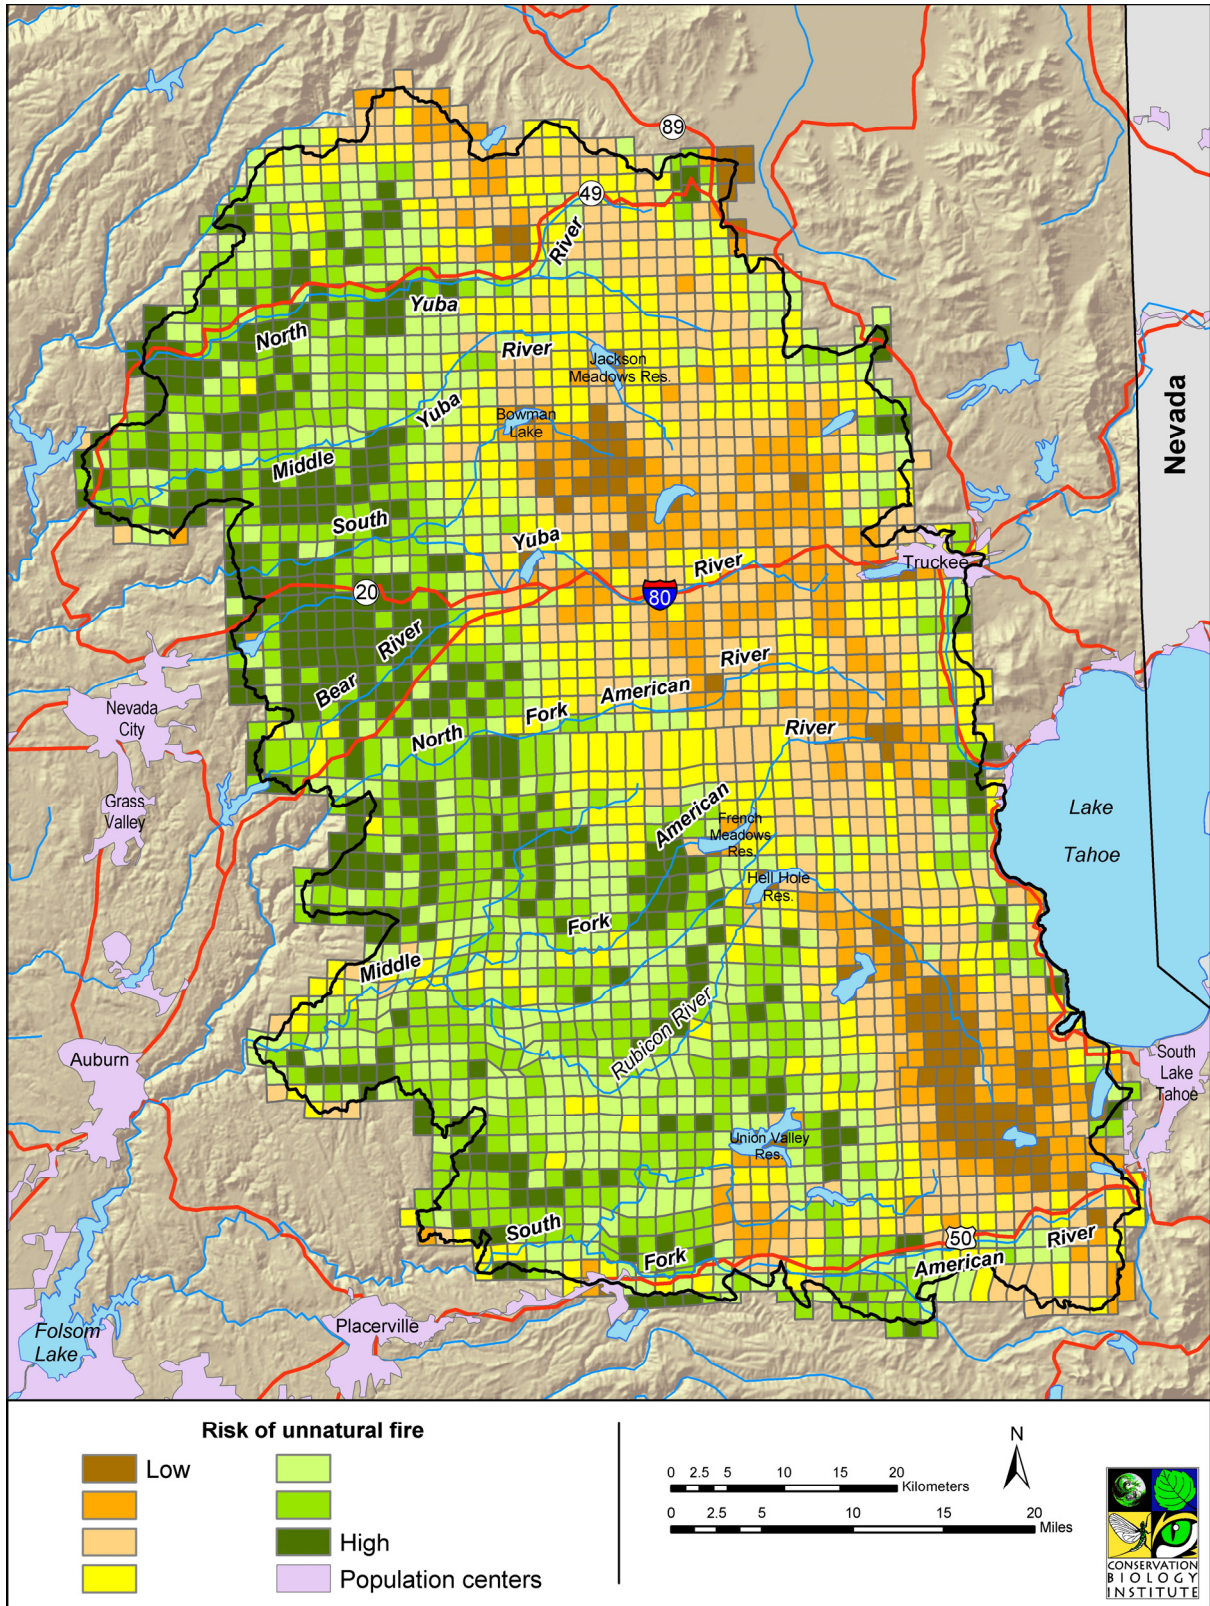 89
49
River
Yuba
North
River
Jackson
Meadows Res.
Nevada
Yuba
Bowman
Lake
Middle
South
Yuba
River
Truckee
20
80
River
River
Bear
American
River
Fork
North
Nevada
City
Grass
Valley
American
French
Meadows
Res.
Lake
Tahoe
Hell Hole
Res.
Fork
Middle
Rubicon River
Auburn
South
Lake
Tahoe
Union Valley
Res.
South
Fork
50
River
American
Placerville
Folsom
Lake
Risk of unnatural fire
Low
High
Population centers
N
0 2.5 5 10 15 20
Kilometers
0 2.5 5 10 15 20
Miles
CONSERVATION
BIOLOGY
INSTITUTE